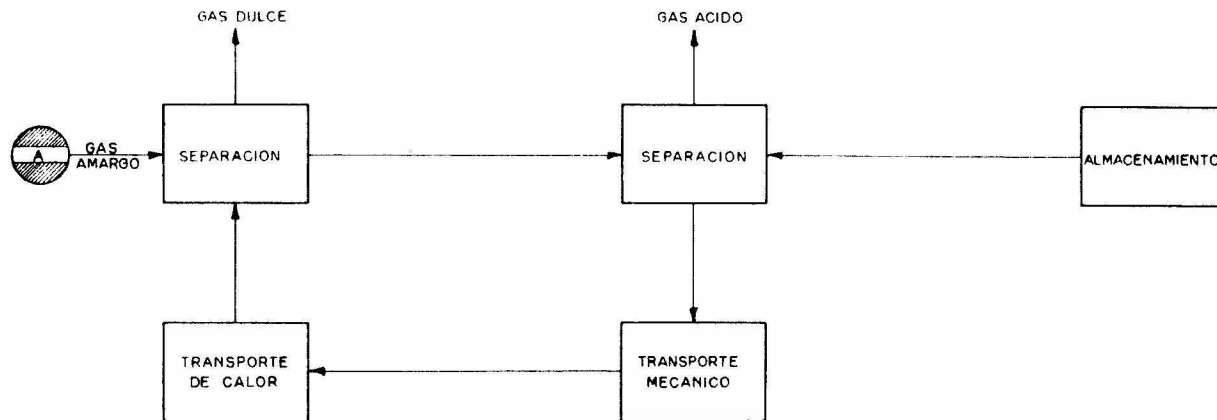 GAS DULCE
GAS ACIDO
A
GAS
AMARGO
SEPARACION
SEPARACION
ALMACENAMIENTO
TRANSPORTE
DE CALOR
TRANSPORTE
MECANICO